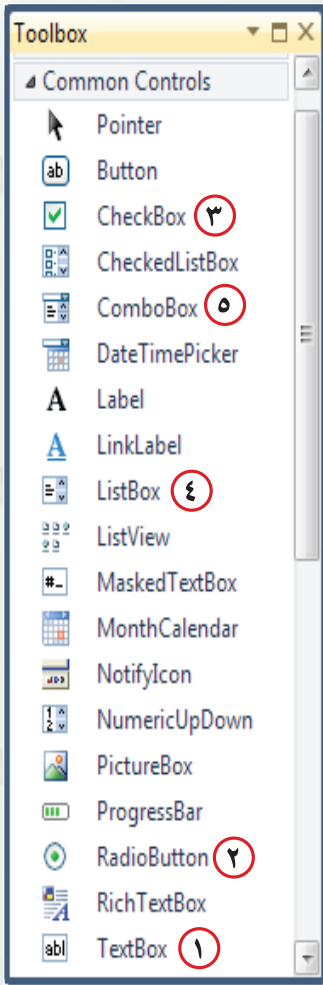 Toolbox
Common Controls
Pointer
Button
CheckBox ٣
CheckedListBox
ComboBox ٥
DateTimePicker
A Label
A LinkLabel
ListBox ٤
ListView
#_ MaskedTextBox
MonthCalendar
NotifyIcon
NumericUpDown
PictureBox
ProgressBar
RadioButton ٢
RichTextBox
abl TextBox ١